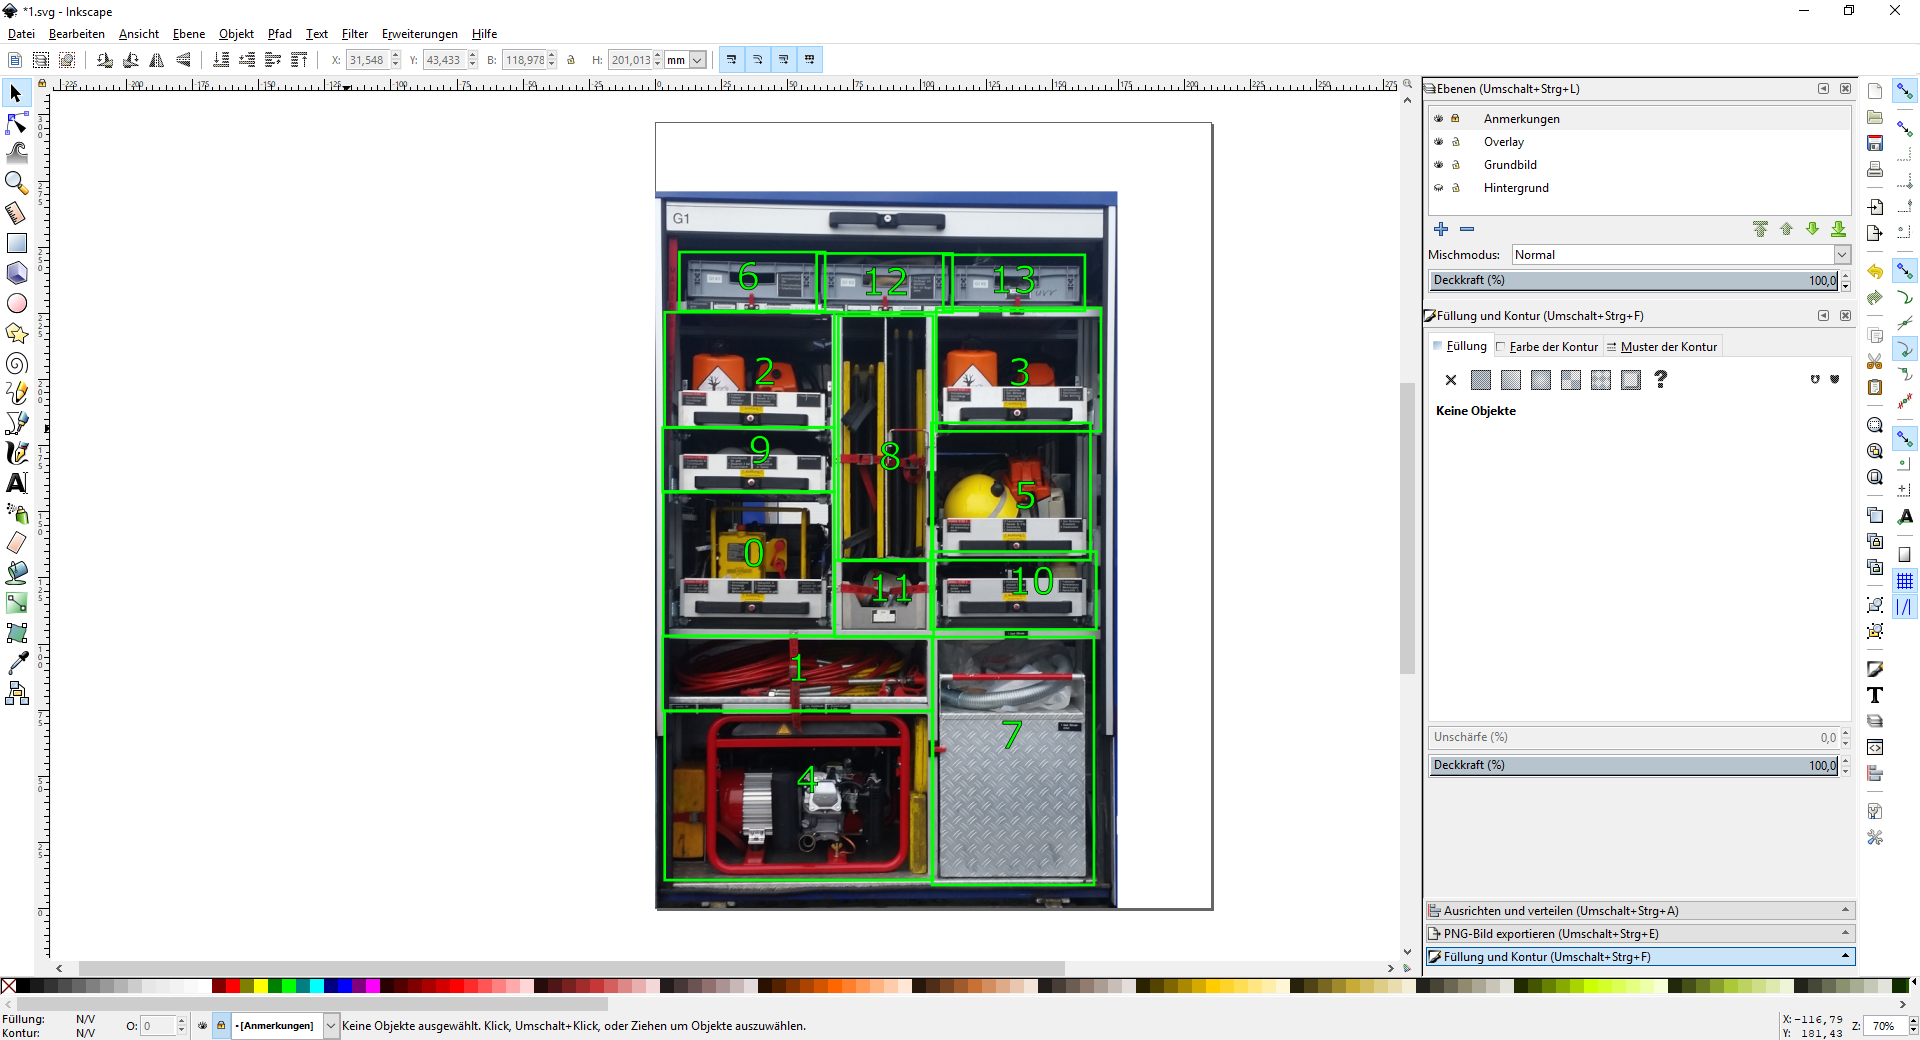 *1.svg - Inkscape
Datei Bearbeiten Ansicht Ebene Objekt Pfad Text Filter Erweiterungen Hilfe
X: 31,548 Y: 43,433 B: 118,978 H: 201,013 mm
Ebenen (Umschalt+Strg+L)
Anmerkungen
Overlay
Grundbild
Hintergrund
Mischmodus: Normal
Deckkraft (%) 100,0
Füllung und Kontur (Umschalt+Strg+F)
Füllung Farbe der Kontur Muster der Kontur
Keine Objekte
Unschärfe (%) 0,0
Deckkraft (%) 100,0
Ausrichten und verteilen (Umschalt+Strg+A)
PNG-Bild exportieren (Umschalt+Strg+E)
Füllung und Kontur (Umschalt+Strg+F)
G1
6 12 13
2 3
9 8
5
0
11 10
1
7
4
Füllung: N/V
Kontur: N/V
O: 0
[Anmerkungen]
Keine Objekte ausgewählt. Klick, Umschalt+Klick, oder Ziehen um Objekte auszuwählen.
X: -116,79
Y: 181,43
Z: 70%